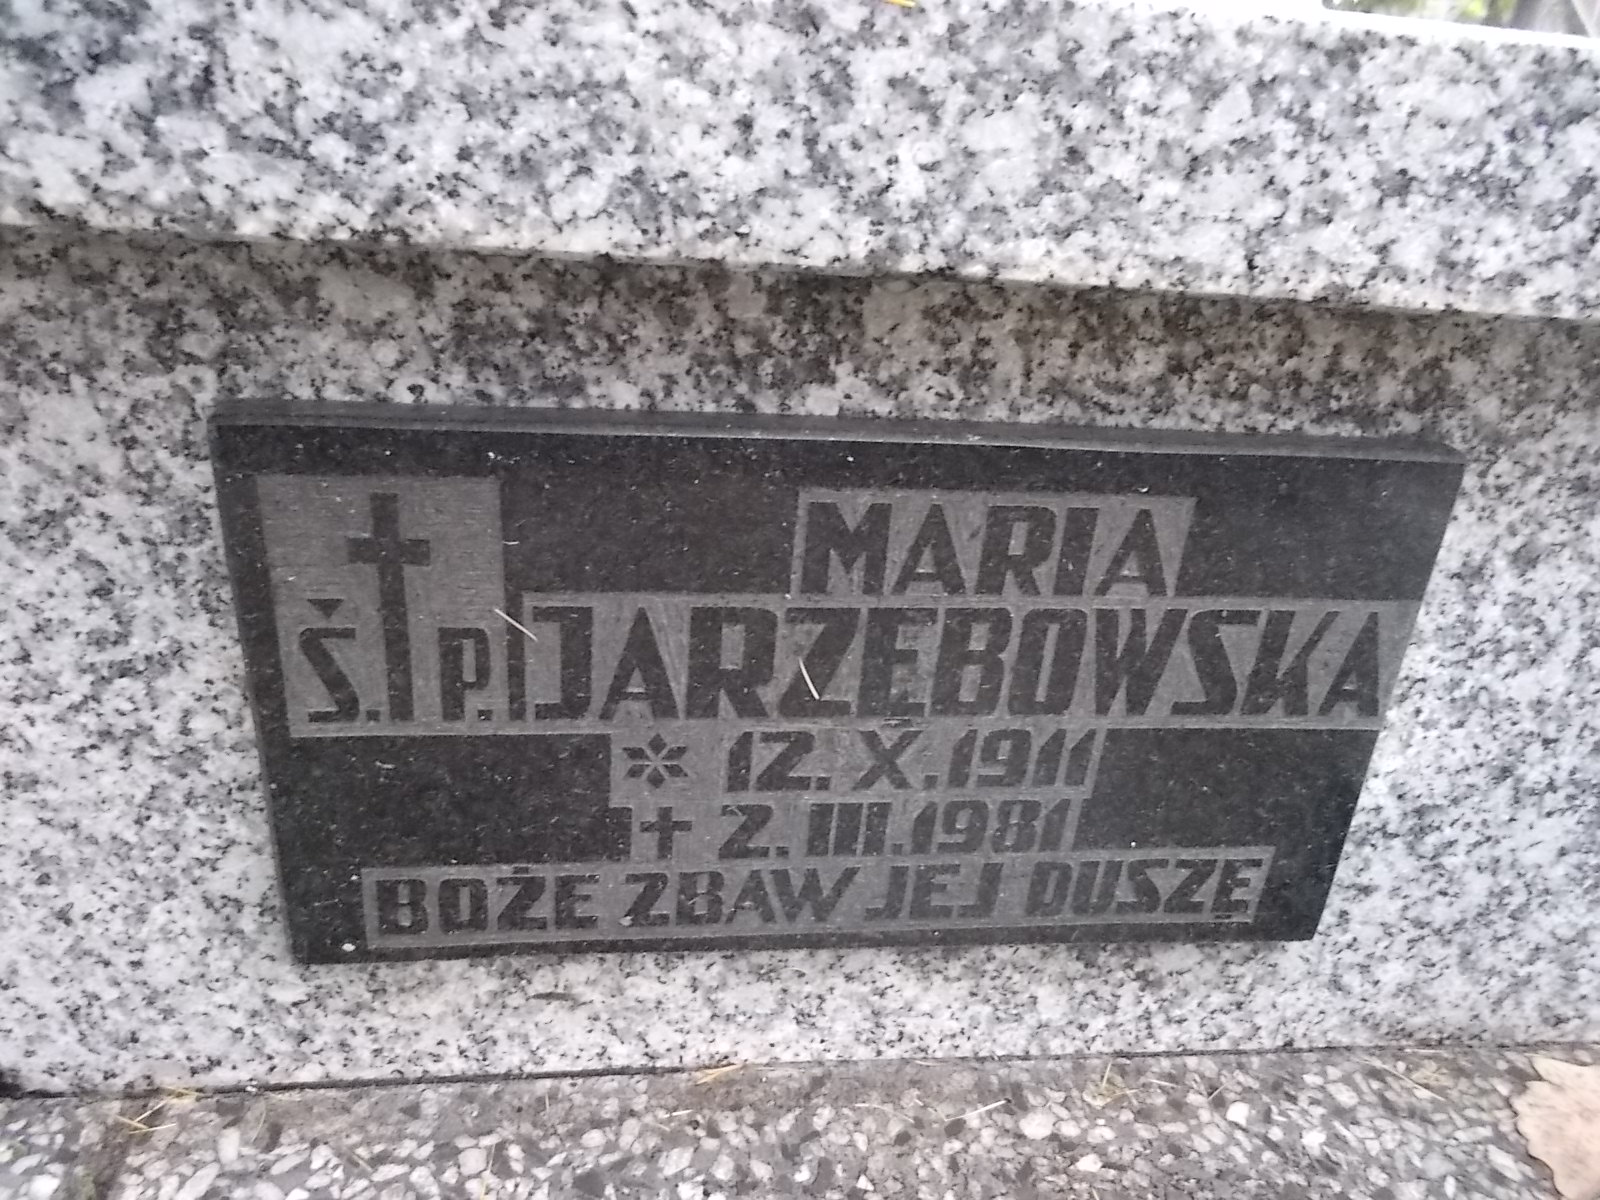 MARIA
Ś.P. JARZĘBOWSKA
* 12.X.1911
✝ 2.III.1981
BOŻE ZBAW JEJ DUSZĘ